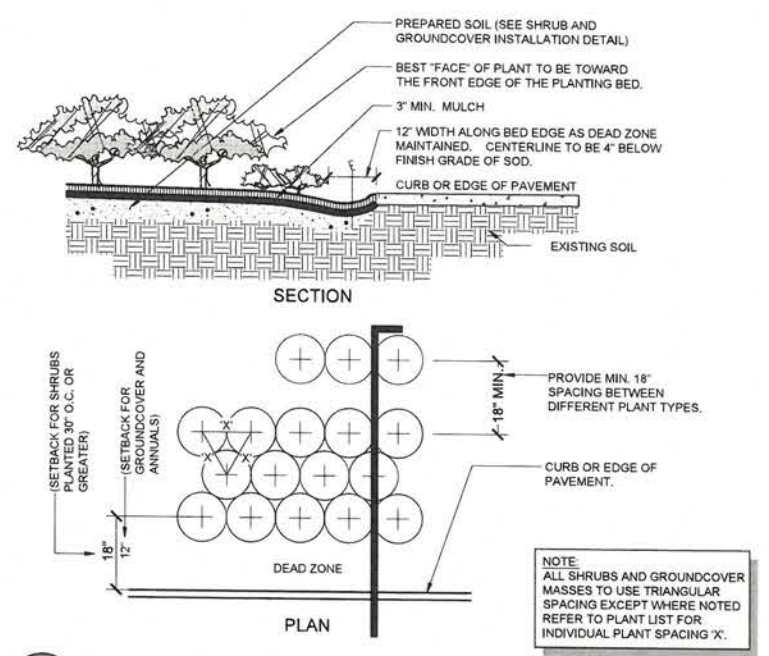 PREPARED SOIL (SEE SHRUB AND
GROUNDCOVER INSTALLATION DETAIL)
BEST "FACE" OF PLANT TO BE TOWARD
THE FRONT EDGE OF THE PLANTING BED.
3" MIN. MULCH
12" WIDTH ALONG BED EDGE AS DEAD ZONE
MAINTAINED. CENTERLINE TO BE 4" BELOW
FINISH GRADE OF SOD.
CURB OR EDGE OF PAVEMENT
EXISTING SOIL
SECTION
(SETBACK FOR SHRUBS
PLANTED 30" O.C. OR
GREATER)
(SETBACK FOR
GROUNDCOVER AND
ANNUALS)
18"
12"
'X'
'X'
'X'
18" MIN.
PROVIDE MIN. 18"
SPACING BETWEEN
DIFFERENT PLANT TYPES.
CURB OR EDGE OF
PAVEMENT.
DEAD ZONE
PLAN
NOTE:
ALL SHRUBS AND GROUNDCOVER
MASSES TO USE TRIANGULAR
SPACING EXCEPT WHERE NOTED
REFER TO PLANT LIST FOR
INDIVIDUAL PLANT SPACING 'X'.